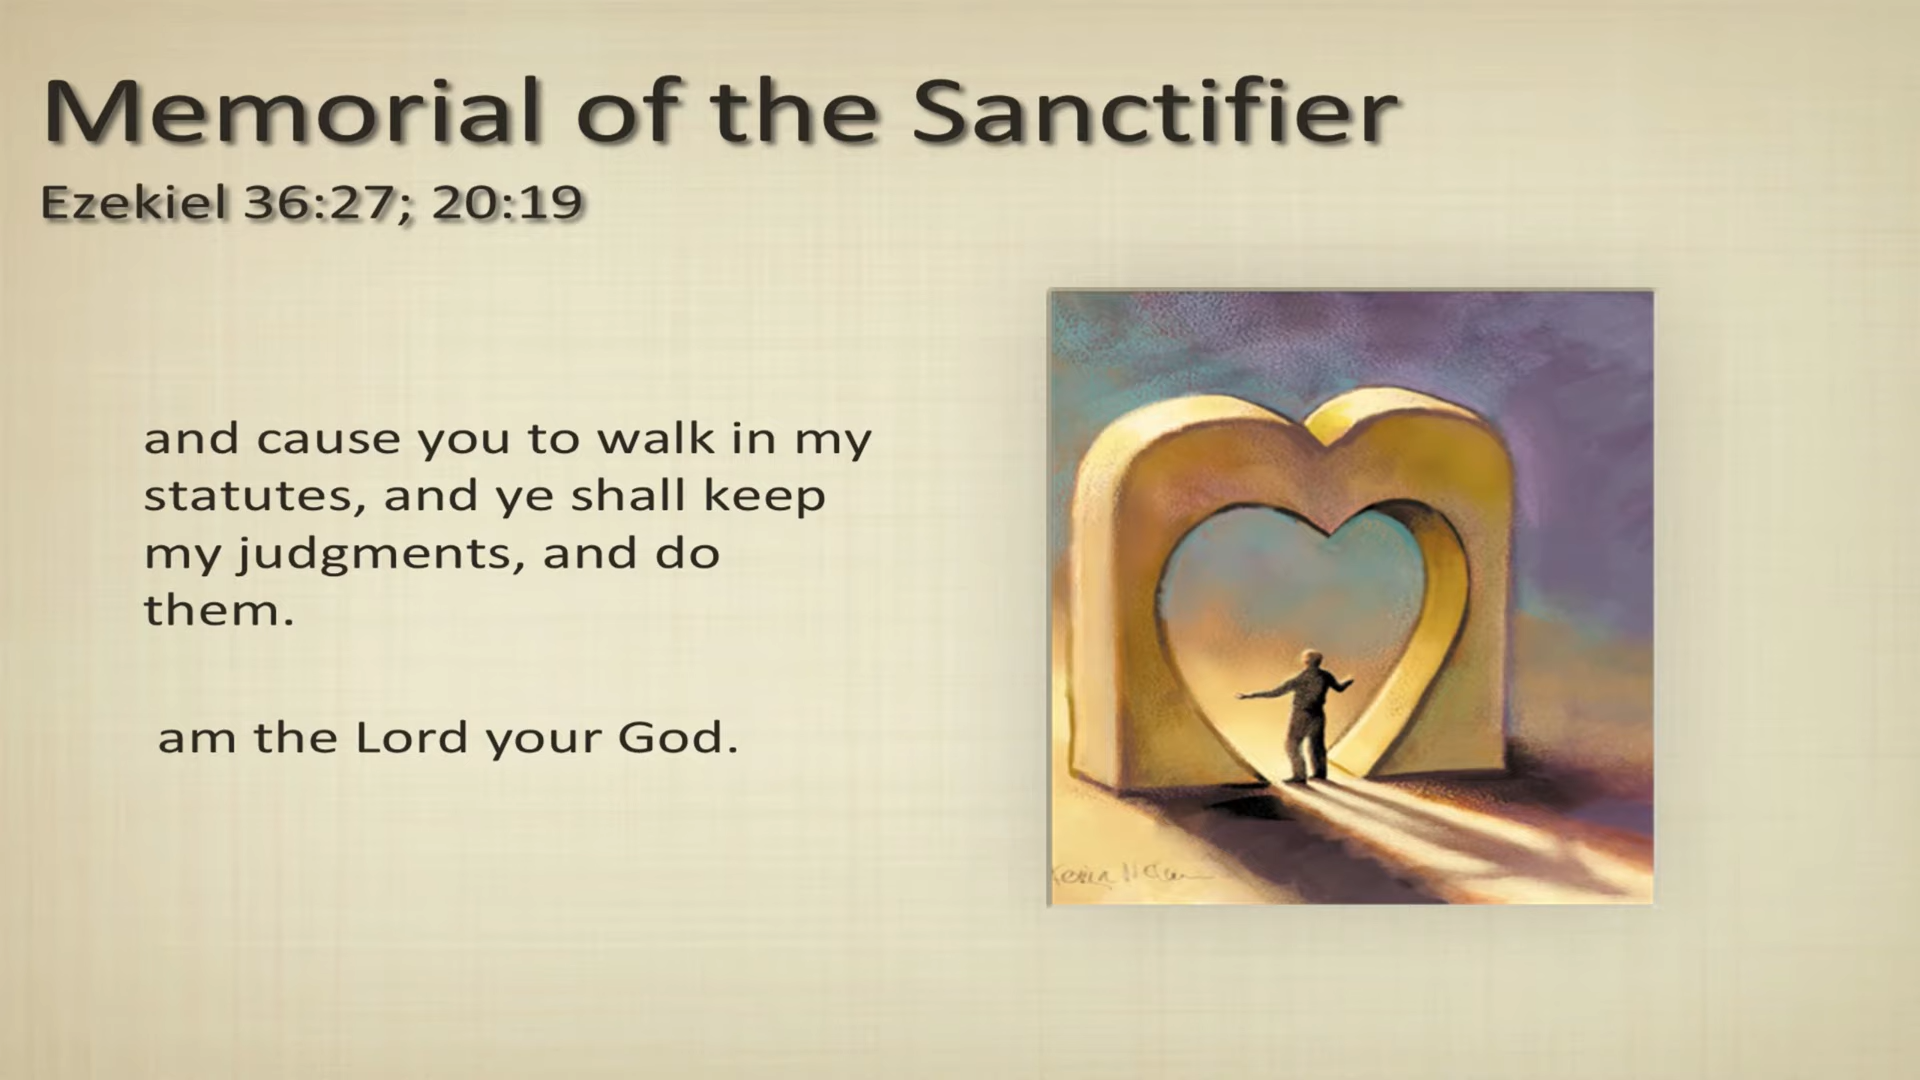 Memorial of the Sanctifier
Ezekiel 36:27; 20:19
and cause you to walk in my
statutes, and ye shall keep
my judgments, and do
them.
am the Lord your God.